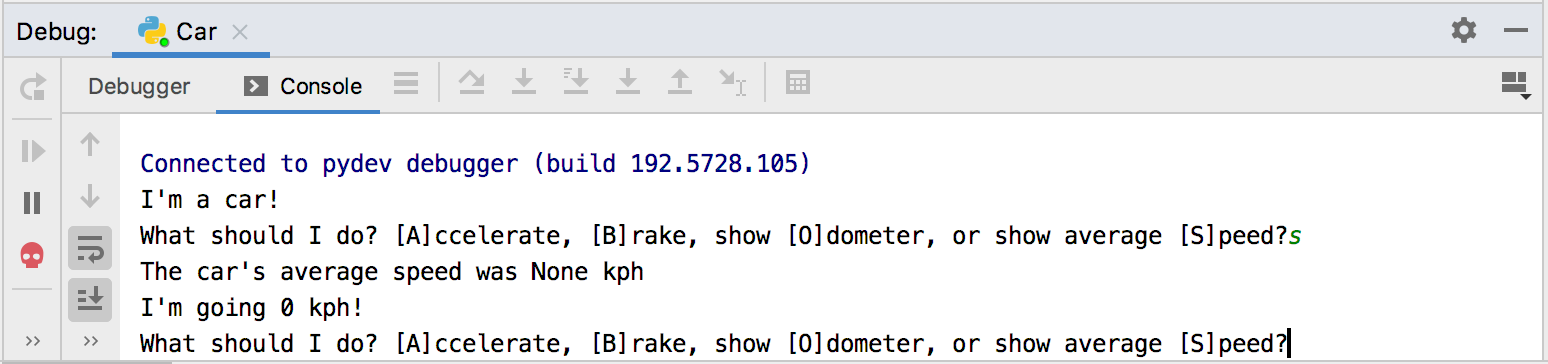 Debug: Car
Debugger Console
Connected to pydev debugger (build 192.5728.105)
I'm a car!
What should I do? [A]ccelerate, [B]rake, show [O]dometer, or show average [S]peed?s
The car's average speed was None kph
I'm going 0 kph!
What should I do? [A]ccelerate, [B]rake, show [O]dometer, or show average [S]peed?